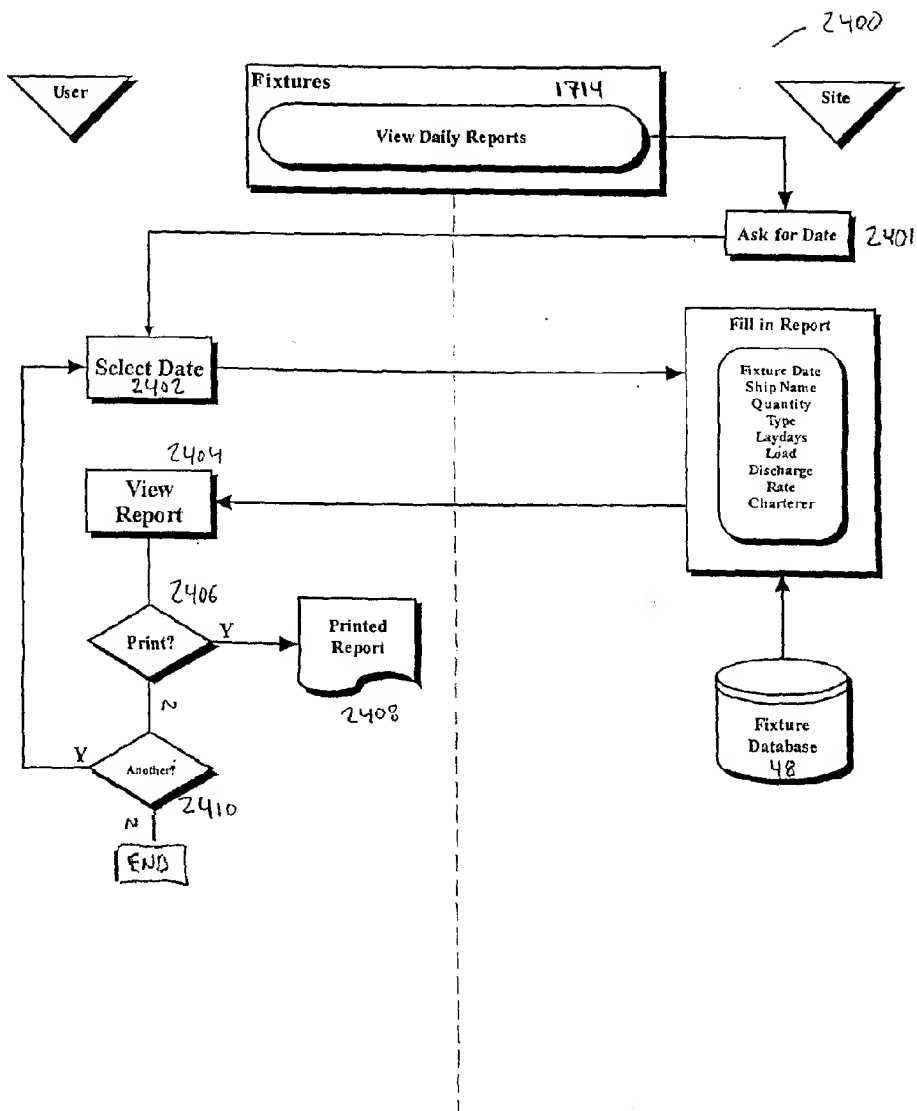 2400
User
Fixtures
1714
View Daily Reports
Site
Ask for Date
2401
Select Date
2402
Fill in Report
Fixture Date
Ship Name
Quantity
Type
Laydays
Load
Discharge
Rate
Charterer
2404
View
Report
2406
Print?
Y
Printed
Report
2408
N
Y
Another?
2410
N
END
Fixture
Database
48